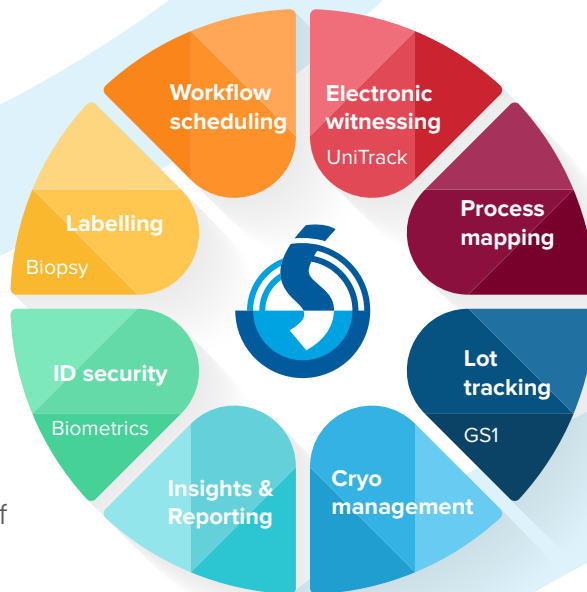 Workflow
scheduling
Electronic
witnessing
UniTrack
Process
mapping
Lot
tracking
GS1
Cryo
management
Insights &
Reporting
ID security
Biometrics
Labelling
Biopsy
f